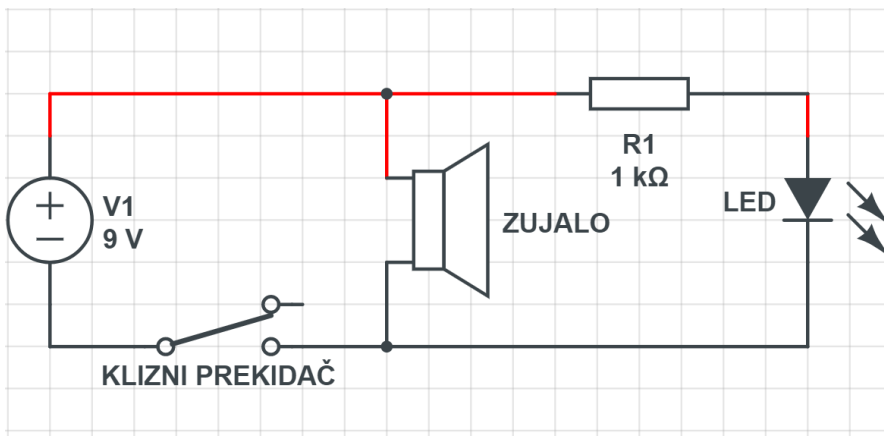 V1
9 V
R1
1 kΩ
LED
ZUJALO
KLIZNI PREKIDAČ